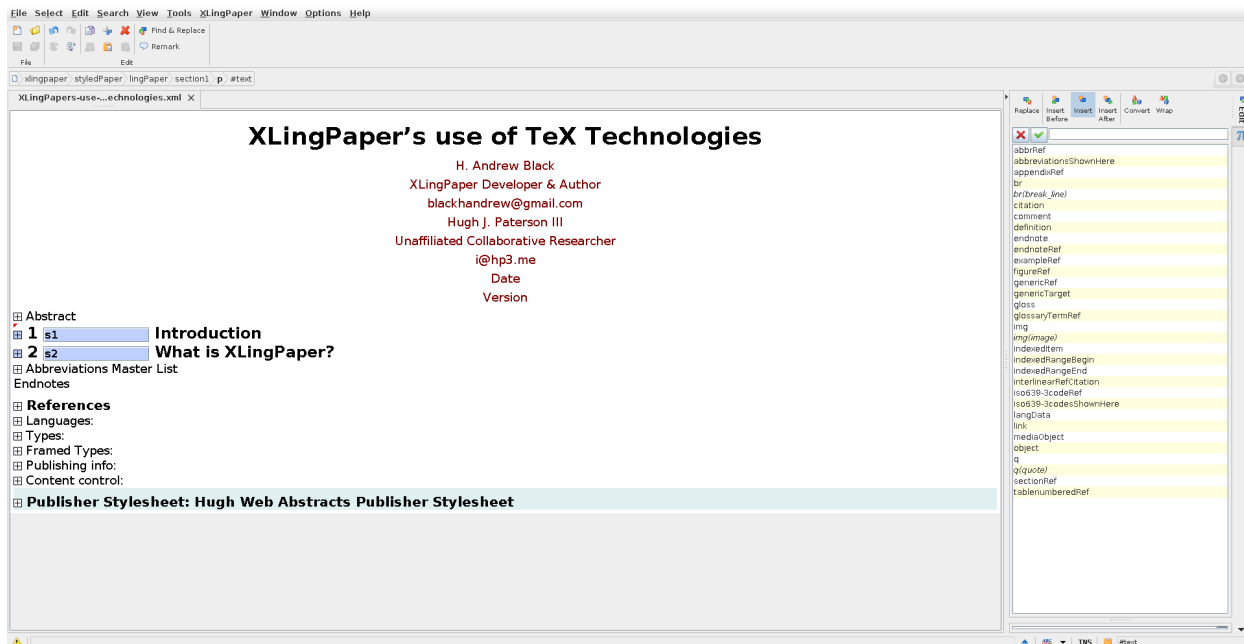 File Select Edit Search View Tools XLingPaper Window Options Help
Find & Replace
Remark
File Edit
xlingpaper styledPaper lingPaper section1 p #text
XLingPapers-use-...echnologies.xml
XLingPaper’s use of TeX Technologies
H. Andrew Black
XLingPaper Developer & Author
blackhandrew@gmail.com
Hugh J. Paterson III
Unaffiliated Collaborative Researcher
i@hp3.me
Date
Version
Abstract
1 s1 Introduction
2 s2 What is XLingPaper?
Abbreviations Master List
Endnotes
References
Languages:
Types:
Framed Types:
Publishing info:
Content control:
Publisher Stylesheet: Hugh Web Abstracts Publisher Stylesheet
Replace Insert Before Insert Insert After Convert Wrap
Edit
abbrRef
abbreviationsShownHere
appendixRef
br
br(break_line)
citation
comment
definition
endnote
endnoteRef
exampleRef
figureRef
genericRef
genericTarget
gloss
glossaryTermRef
img
img(image)
indexedItem
indexedRangeBegin
indexedRangeEnd
interlinearRefCitation
iso639-3codeRef
iso639-3codesShownHere
langData
link
mediaObject
object
q
q(quote)
sectionRef
tablenumberedRef
INS #text